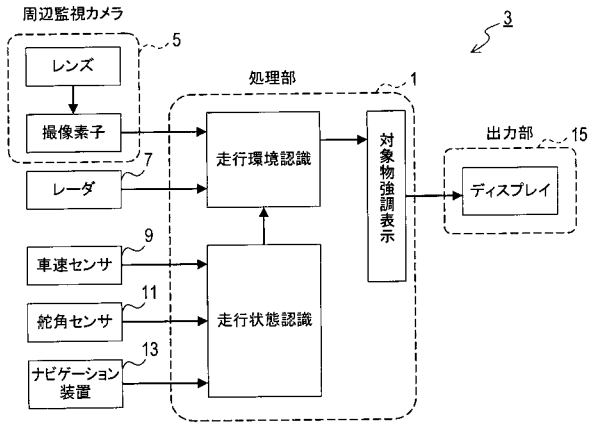 周辺監視カメラ
5
レンズ
撮像素子
レーダ
7
車速センサ
9
舵角センサ
11
ナビゲーション
装置
13
処理部
1
走行環境認識
走行状態認識
対象物強調表示
3
出力部
15
ディスプレイ